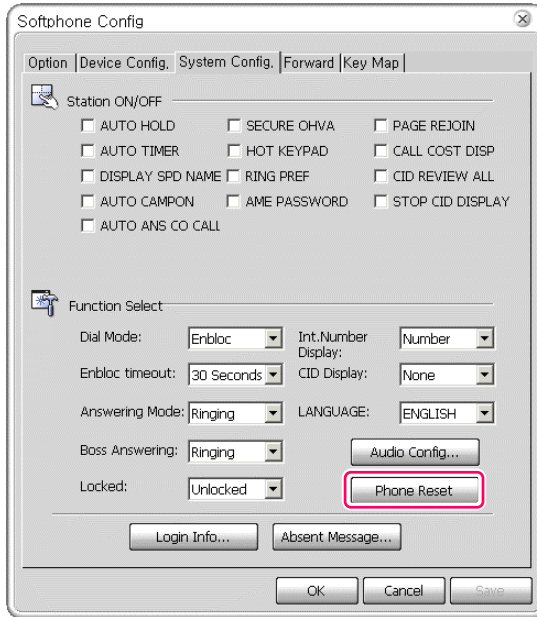 Softphone Config
Option Device Config. System Config. Forward Key Map
Station ON/OFF
AUTO HOLD SECURE OHVA PAGE REJOIN
AUTO TIMER HOT KEYPAD CALL COST DISP
DISPLAY SPD NAME RING PREF CID REVIEW ALL
AUTO CAMPON AME PASSWORD STOP CID DISPLAY
AUTO ANS CO CALL
Function Select
Dial Mode: Enbloc Int.Number Display: Number
Enbloc timeout: 30 Seconds CID Display: None
Answering Mode: Ringing LANGUAGE: ENGLISH
Boss Answering: Ringing Audio Config...
Locked: Unlocked Phone Reset
Login Info... Absent Message...
OK Cancel Save